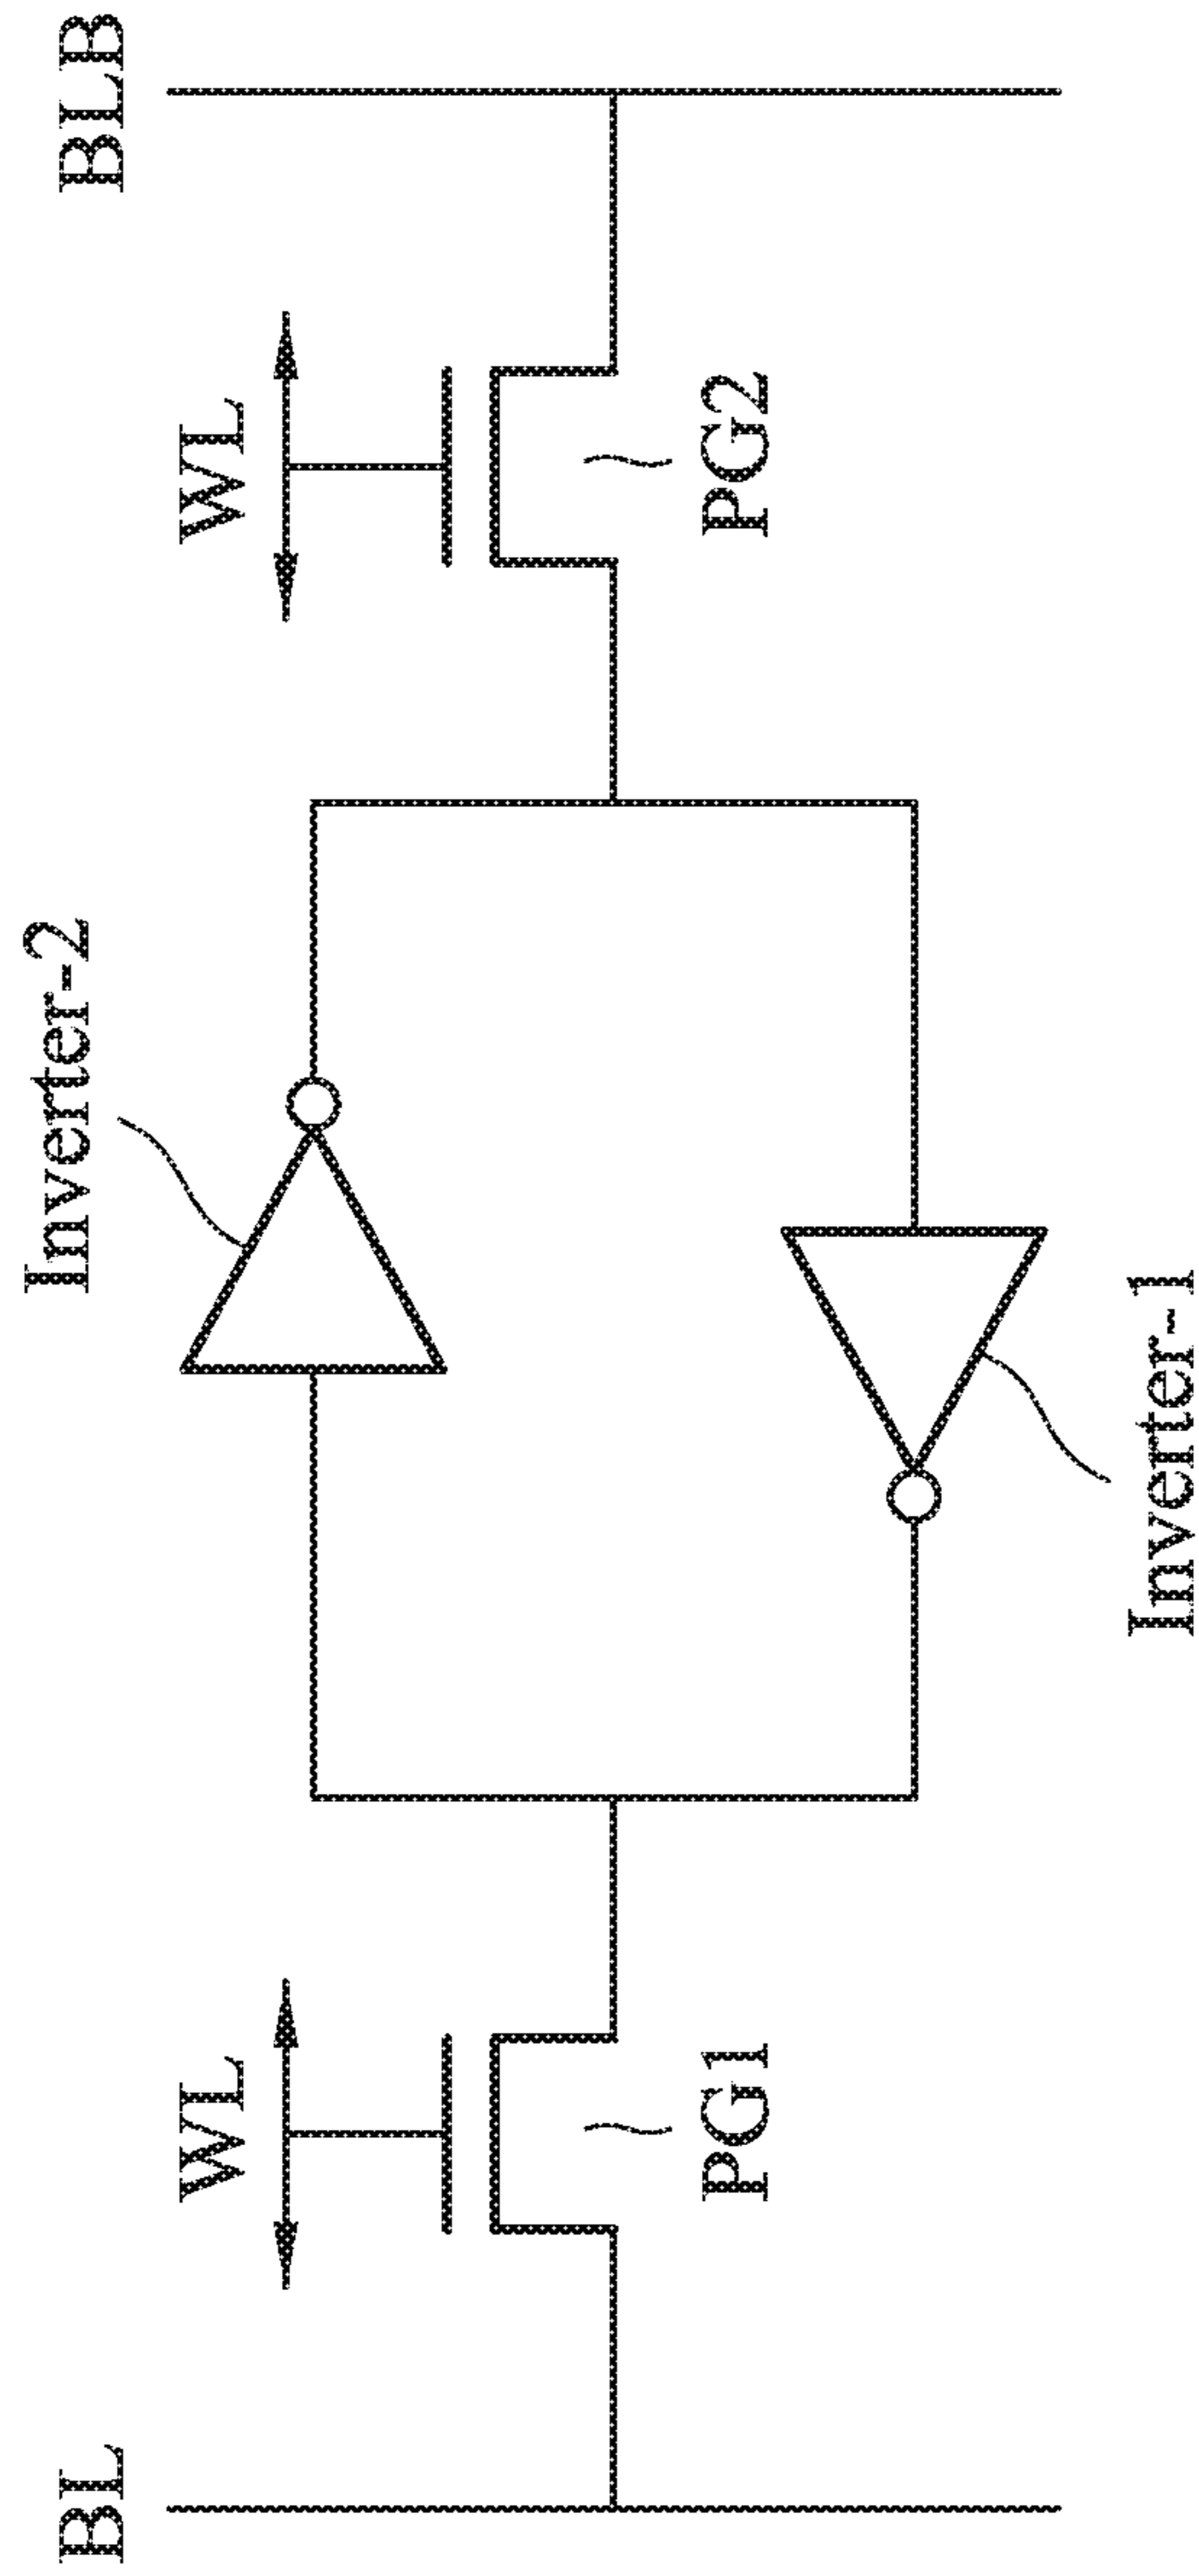 Inverter-2
BL
WL
WL
BLB
PG1
PG2
Inverter-1